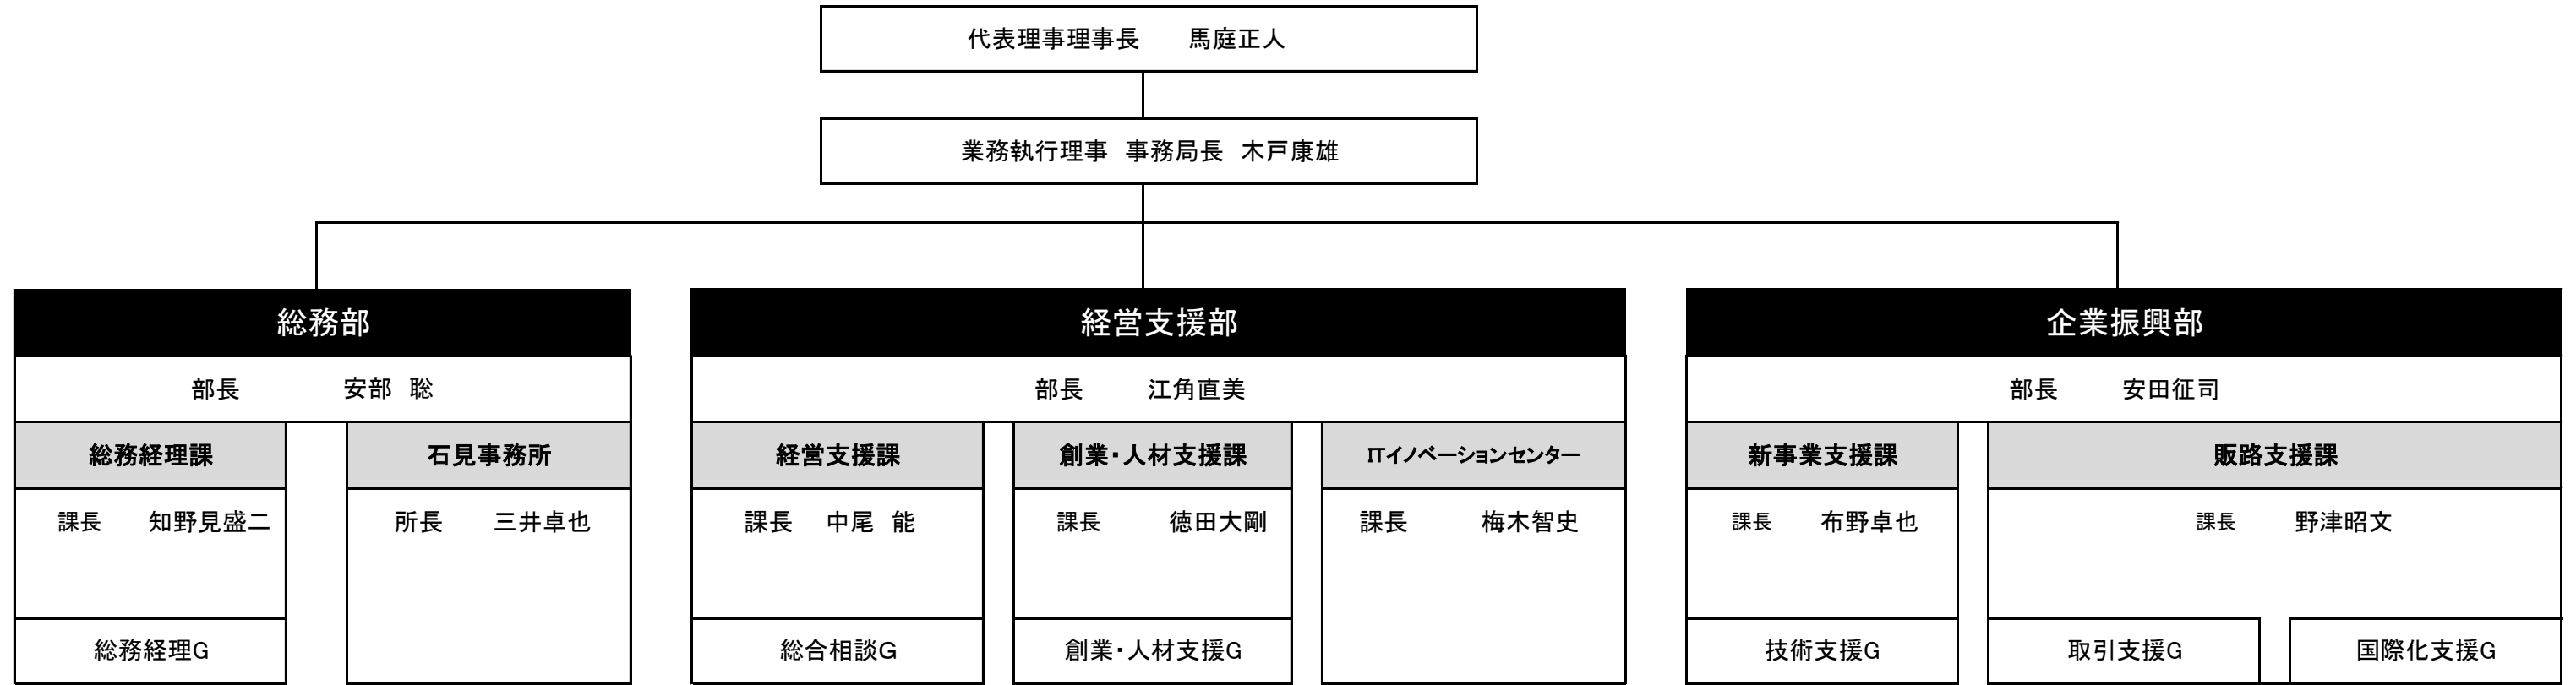 代表理事理事長　馬庭正人
業務執行理事　事務局長　木戸康雄
総務部
部長　安部　聡
総務経理課
課長　知野見盛二
総務経理G
石見事務所
所長　三井卓也
経営支援部
部長　江角直美
経営支援課
課長　中尾　能
総合相談G
創業・人材支援課
課長　徳田大剛
創業・人材支援G
ITイノベーションセンター
課長　梅木智史
企業振興部
部長　安田征司
新事業支援課
課長　布野卓也
技術支援G
販路支援課
課長　野津昭文
取引支援G
国際化支援G